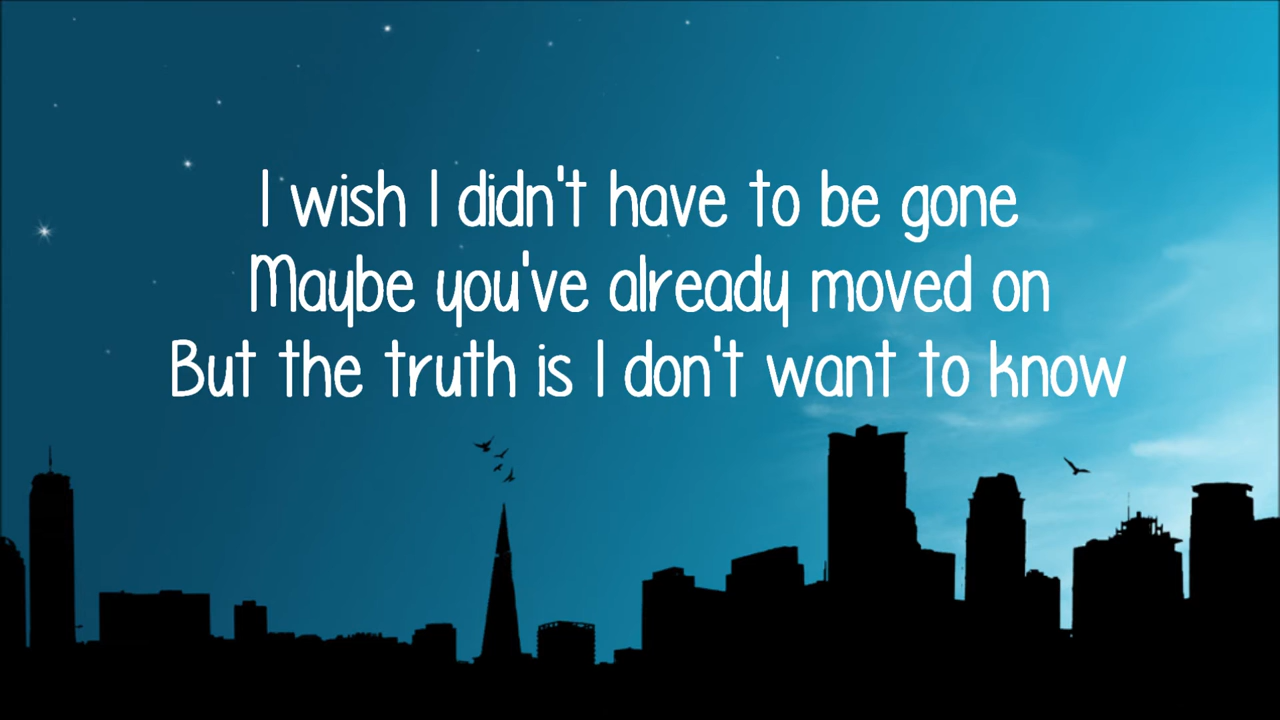 I wish I didn't have to be gone
Maybe you've already moved on
But the truth is I don't want to know